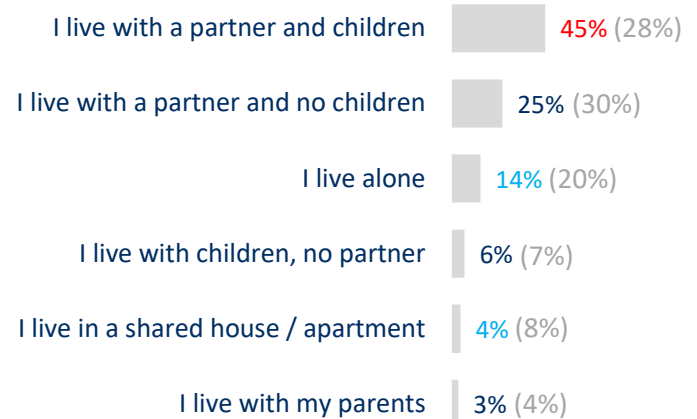 I live with a partner and children 45% (28%)
I live with a partner and no children 25% (30%)
I live alone 14% (20%)
I live with children, no partner 6% (7%)
I live in a shared house / apartment 4% (8%)
I live with my parents 3% (4%)